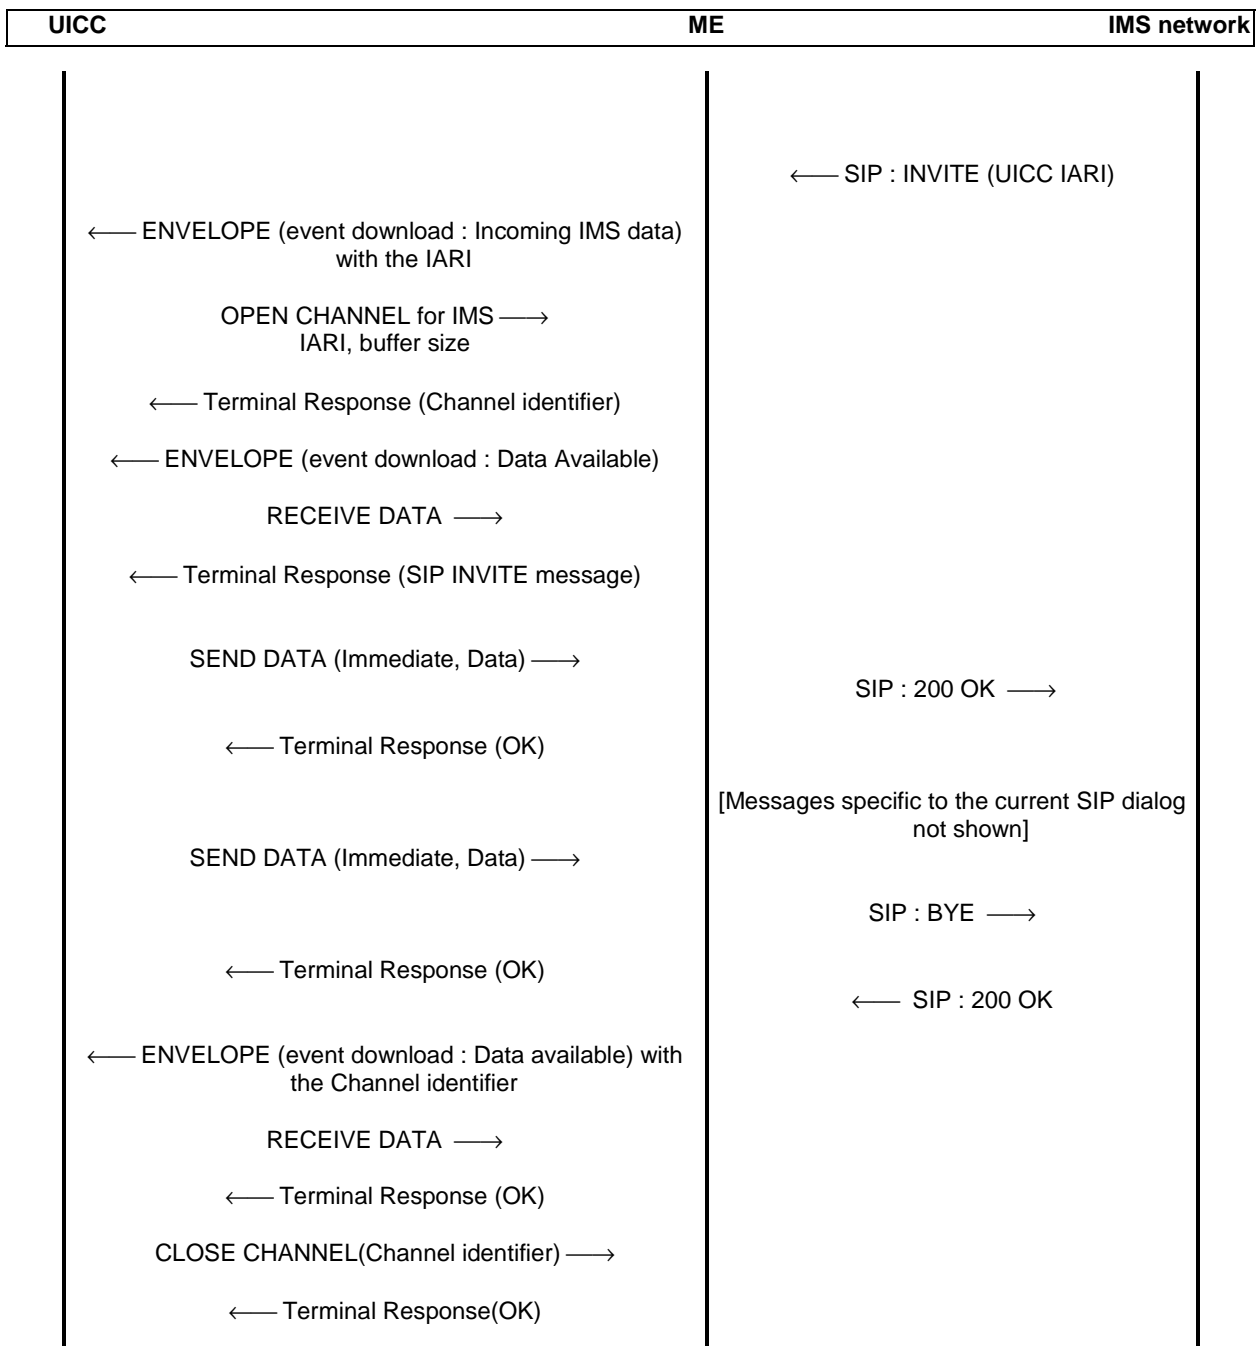 UICC ME IMS network
←── SIP : INVITE (UICC IARI)
←── ENVELOPE (event download : Incoming IMS data)
with the IARI
OPEN CHANNEL for IMS ──→
IARI, buffer size
←── Terminal Response (Channel identifier)
←── ENVELOPE (event download : Data Available)
RECEIVE DATA ──→
←── Terminal Response (SIP INVITE message)
SEND DATA (Immediate, Data) ──→
SIP : 200 OK ──→
←── Terminal Response (OK)
[Messages specific to the current SIP dialog
not shown]
SEND DATA (Immediate, Data) ──→
SIP : BYE ──→
←── Terminal Response (OK)
←── SIP : 200 OK
←── ENVELOPE (event download : Data available) with
the Channel identifier
RECEIVE DATA ──→
←── Terminal Response (OK)
CLOSE CHANNEL(Channel identifier) ──→
←── Terminal Response(OK)